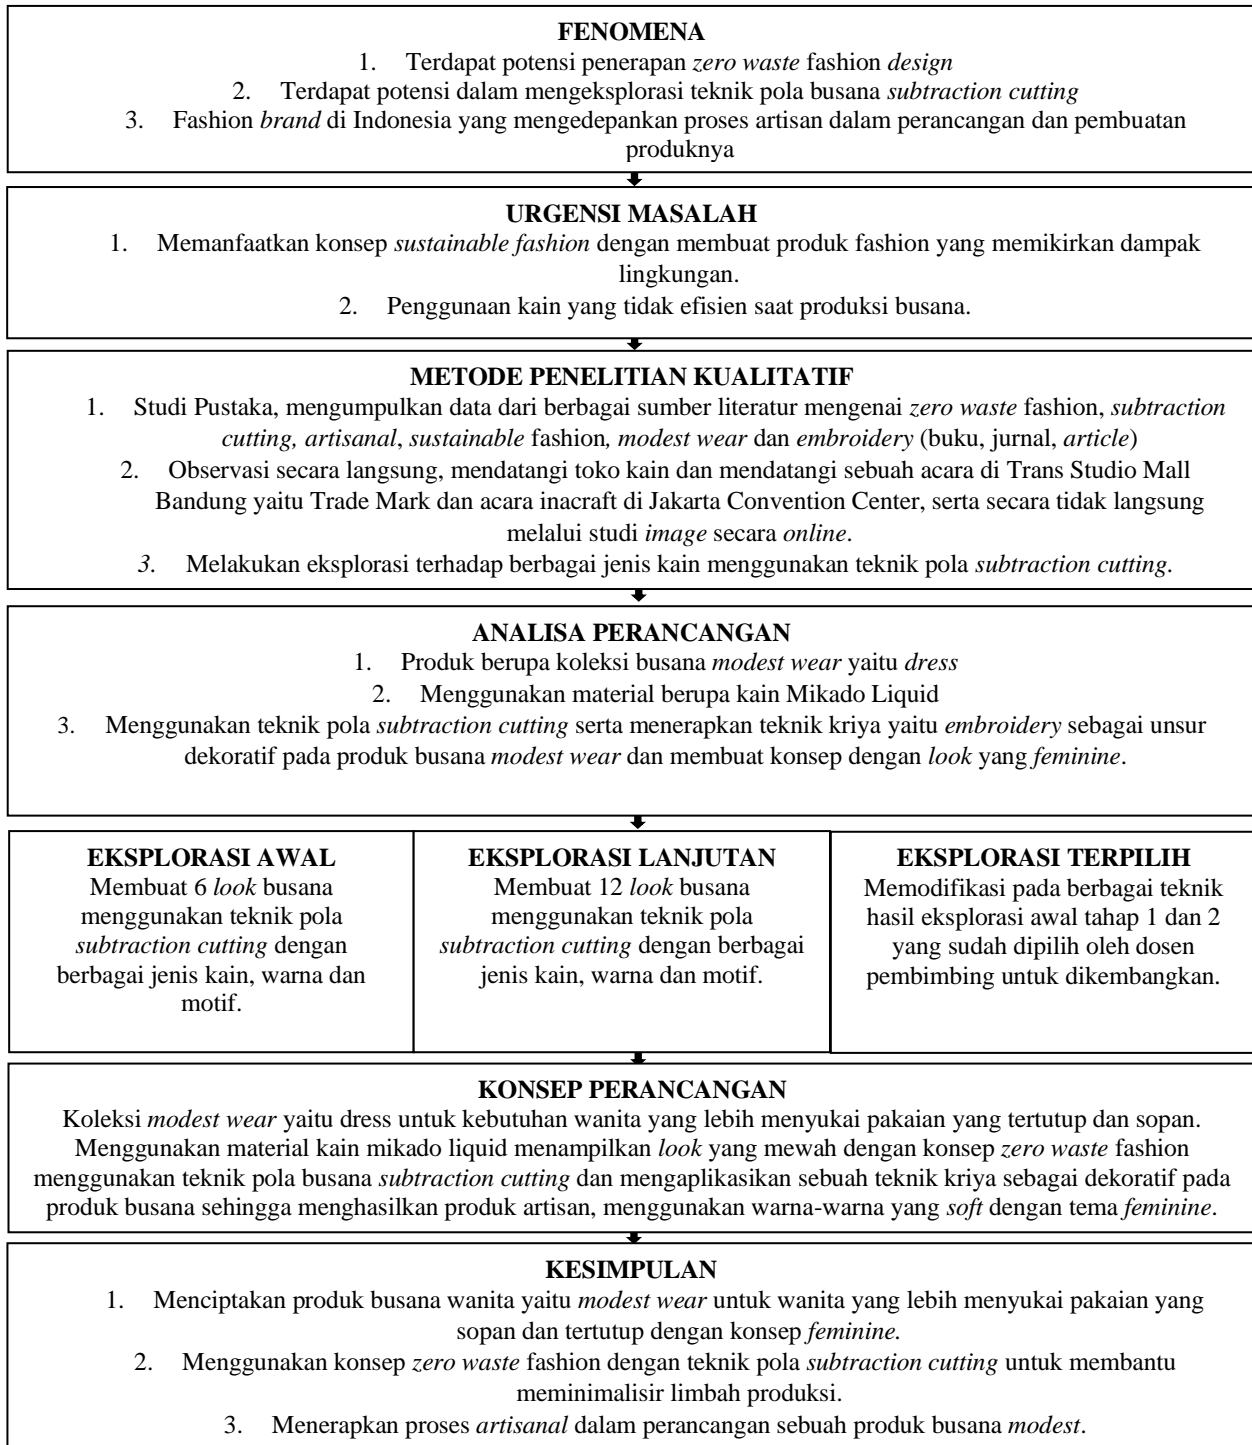 FENOMENA
1. Terdapat potensi penerapan zero waste fashion design
2. Terdapat potensi dalam mengeksplorasi teknik pola busana subtraction cutting
3. Fashion brand di Indonesia yang mengedepankan proses artisan dalam perancangan dan pembuatan
produknya
URGENSI MASALAH
1. Memanfaatkan konsep sustainable fashion dengan membuat produk fashion yang memikirkan dampak
lingkungan.
2. Penggunaan kain yang tidak efisien saat produksi busana.
METODE PENELITIAN KUALITATIF
1. Studi Pustaka, mengumpulkan data dari berbagai sumber literatur mengenai zero waste fashion, subtraction
cutting, artisanal, sustainable fashion, modest wear dan embroidery (buku, jurnal, article)
2. Observasi secara langsung, mendatangi toko kain dan mendatangi sebuah acara di Trans Studio Mall
Bandung yaitu Trade Mark dan acara inacraft di Jakarta Convention Center, serta secara tidak langsung
melalui studi image secara online.
3. Melakukan eksplorasi terhadap berbagai jenis kain menggunakan teknik pola subtraction cutting.
ANALISA PERANCANGAN
1. Produk berupa koleksi busana modest wear yaitu dress
2. Menggunakan material berupa kain Mikado Liquid
3. Menggunakan teknik pola subtraction cutting serta menerapkan teknik kriya yaitu embroidery sebagai unsur
dekoratif pada produk busana modest wear dan membuat konsep dengan look yang feminine.
EKSPLORASI AWAL
Membuat 6 look busana
menggunakan teknik pola
subtraction cutting dengan
berbagai jenis kain, warna dan
motif.
EKSPLORASI LANJUTAN
Membuat 12 look busana
menggunakan teknik pola
subtraction cutting dengan berbagai
jenis kain, warna dan motif.
EKSPLORASI TERPILIH
Memodifikasi pada berbagai teknik
hasil eksplorasi awal tahap 1 dan 2
yang sudah dipilih oleh dosen
pembimbing untuk dikembangkan.
KONSEP PERANCANGAN
Koleksi modest wear yaitu dress untuk kebutuhan wanita yang lebih menyukai pakaian yang tertutup dan sopan.
Menggunakan material kain mikado liquid menampilkan look yang mewah dengan konsep zero waste fashion
menggunakan teknik pola busana subtraction cutting dan mengaplikasikan sebuah teknik kriya sebagai dekoratif pada
produk busana sehingga menghasilkan produk artisan, menggunakan warna-warna yang soft dengan tema feminine.
KESIMPULAN
1. Menciptakan produk busana wanita yaitu modest wear untuk wanita yang lebih menyukai pakaian yang
sopan dan tertutup dengan konsep feminine.
2. Menggunakan konsep zero waste fashion dengan teknik pola subtraction cutting untuk membantu
meminimalisir limbah produksi.
3. Menerapkan proses artisanal dalam perancangan sebuah produk busana modest.